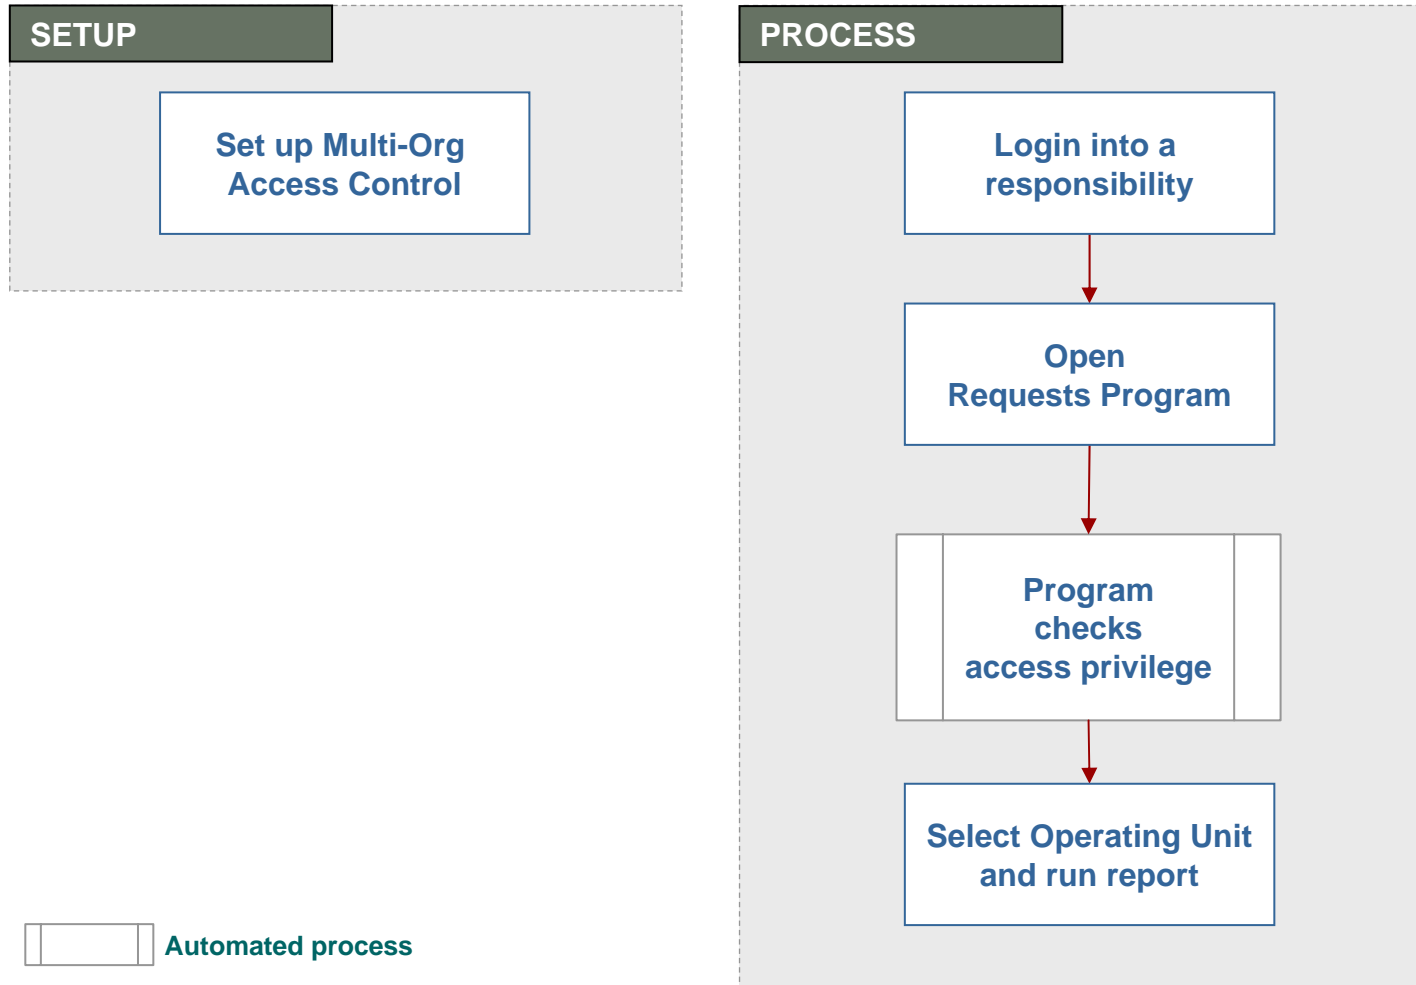 SETUP
Set up Multi-Org
Access Control
PROCESS
Login into a
responsibility
Open
Requests Program
Program
checks
access privilege
Select Operating Unit
and run report
Automated process